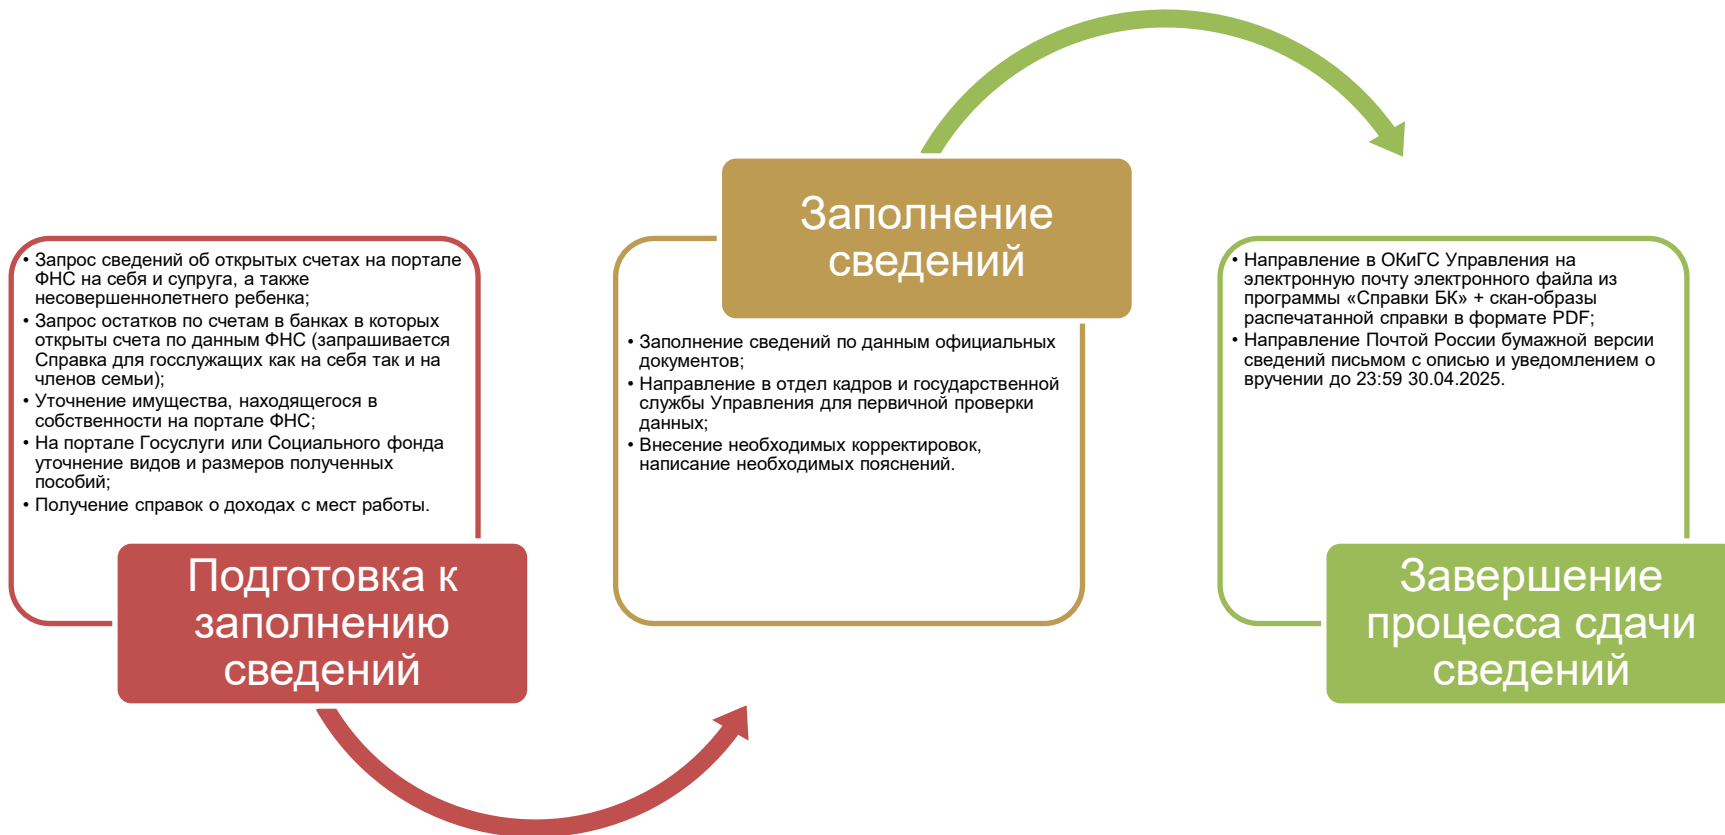 • Запрос сведений об открытых счетах на портале
ФНС на себя и супруга, а также
несовершеннолетнего ребенка;
• Запрос остатков по счетам в банках в которых
открыты счета по данным ФНС (запрашивается
Справка для госслужащих как на себя так и на
членов семьи);
• Уточнение имущества, находящегося в
собственности на портале ФНС;
• На портале Госуслуги или Социального фонда
уточнение видов и размеров полученных
пособий;
• Получение справок о доходах с мест работы.
Подготовка к
заполнению
сведений
Заполнение
сведений
• Заполнение сведений по данным официальных
документов;
• Направление в отдел кадров и государственной
службы Управления для первичной проверки
данных;
• Внесение необходимых корректировок,
написание необходимых пояснений.
• Направление в ОКиГС Управления на
электронную почту электронного файла из
программы «Справки БК» + скан-образы
распечатанной справки в формате PDF;
• Направление Почтой России бумажной версии
сведений письмом с описью и уведомлением о
вручении до 23:59 30.04.2025.
Завершение
процесса сдачи
сведений